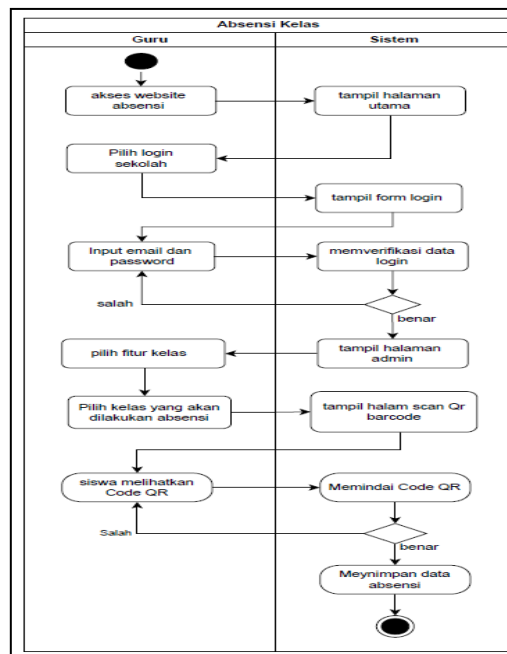 Absensi Kelas
Guru
Sistem
akses website
absensi
tampil halaman
utama
Pilih login
sekolah
tampil form login
Input email dan
password
memverifikasi data
login
salah
benar
pilih fitur kelas
tampil halaman
admin
Pilih kelas yang akan
dilakukan absensi
tampil halam scan Qr
barcode
siswa melihatkan
Code QR
Memindai Code QR
Salah
benar
Meynimpan data
absensi